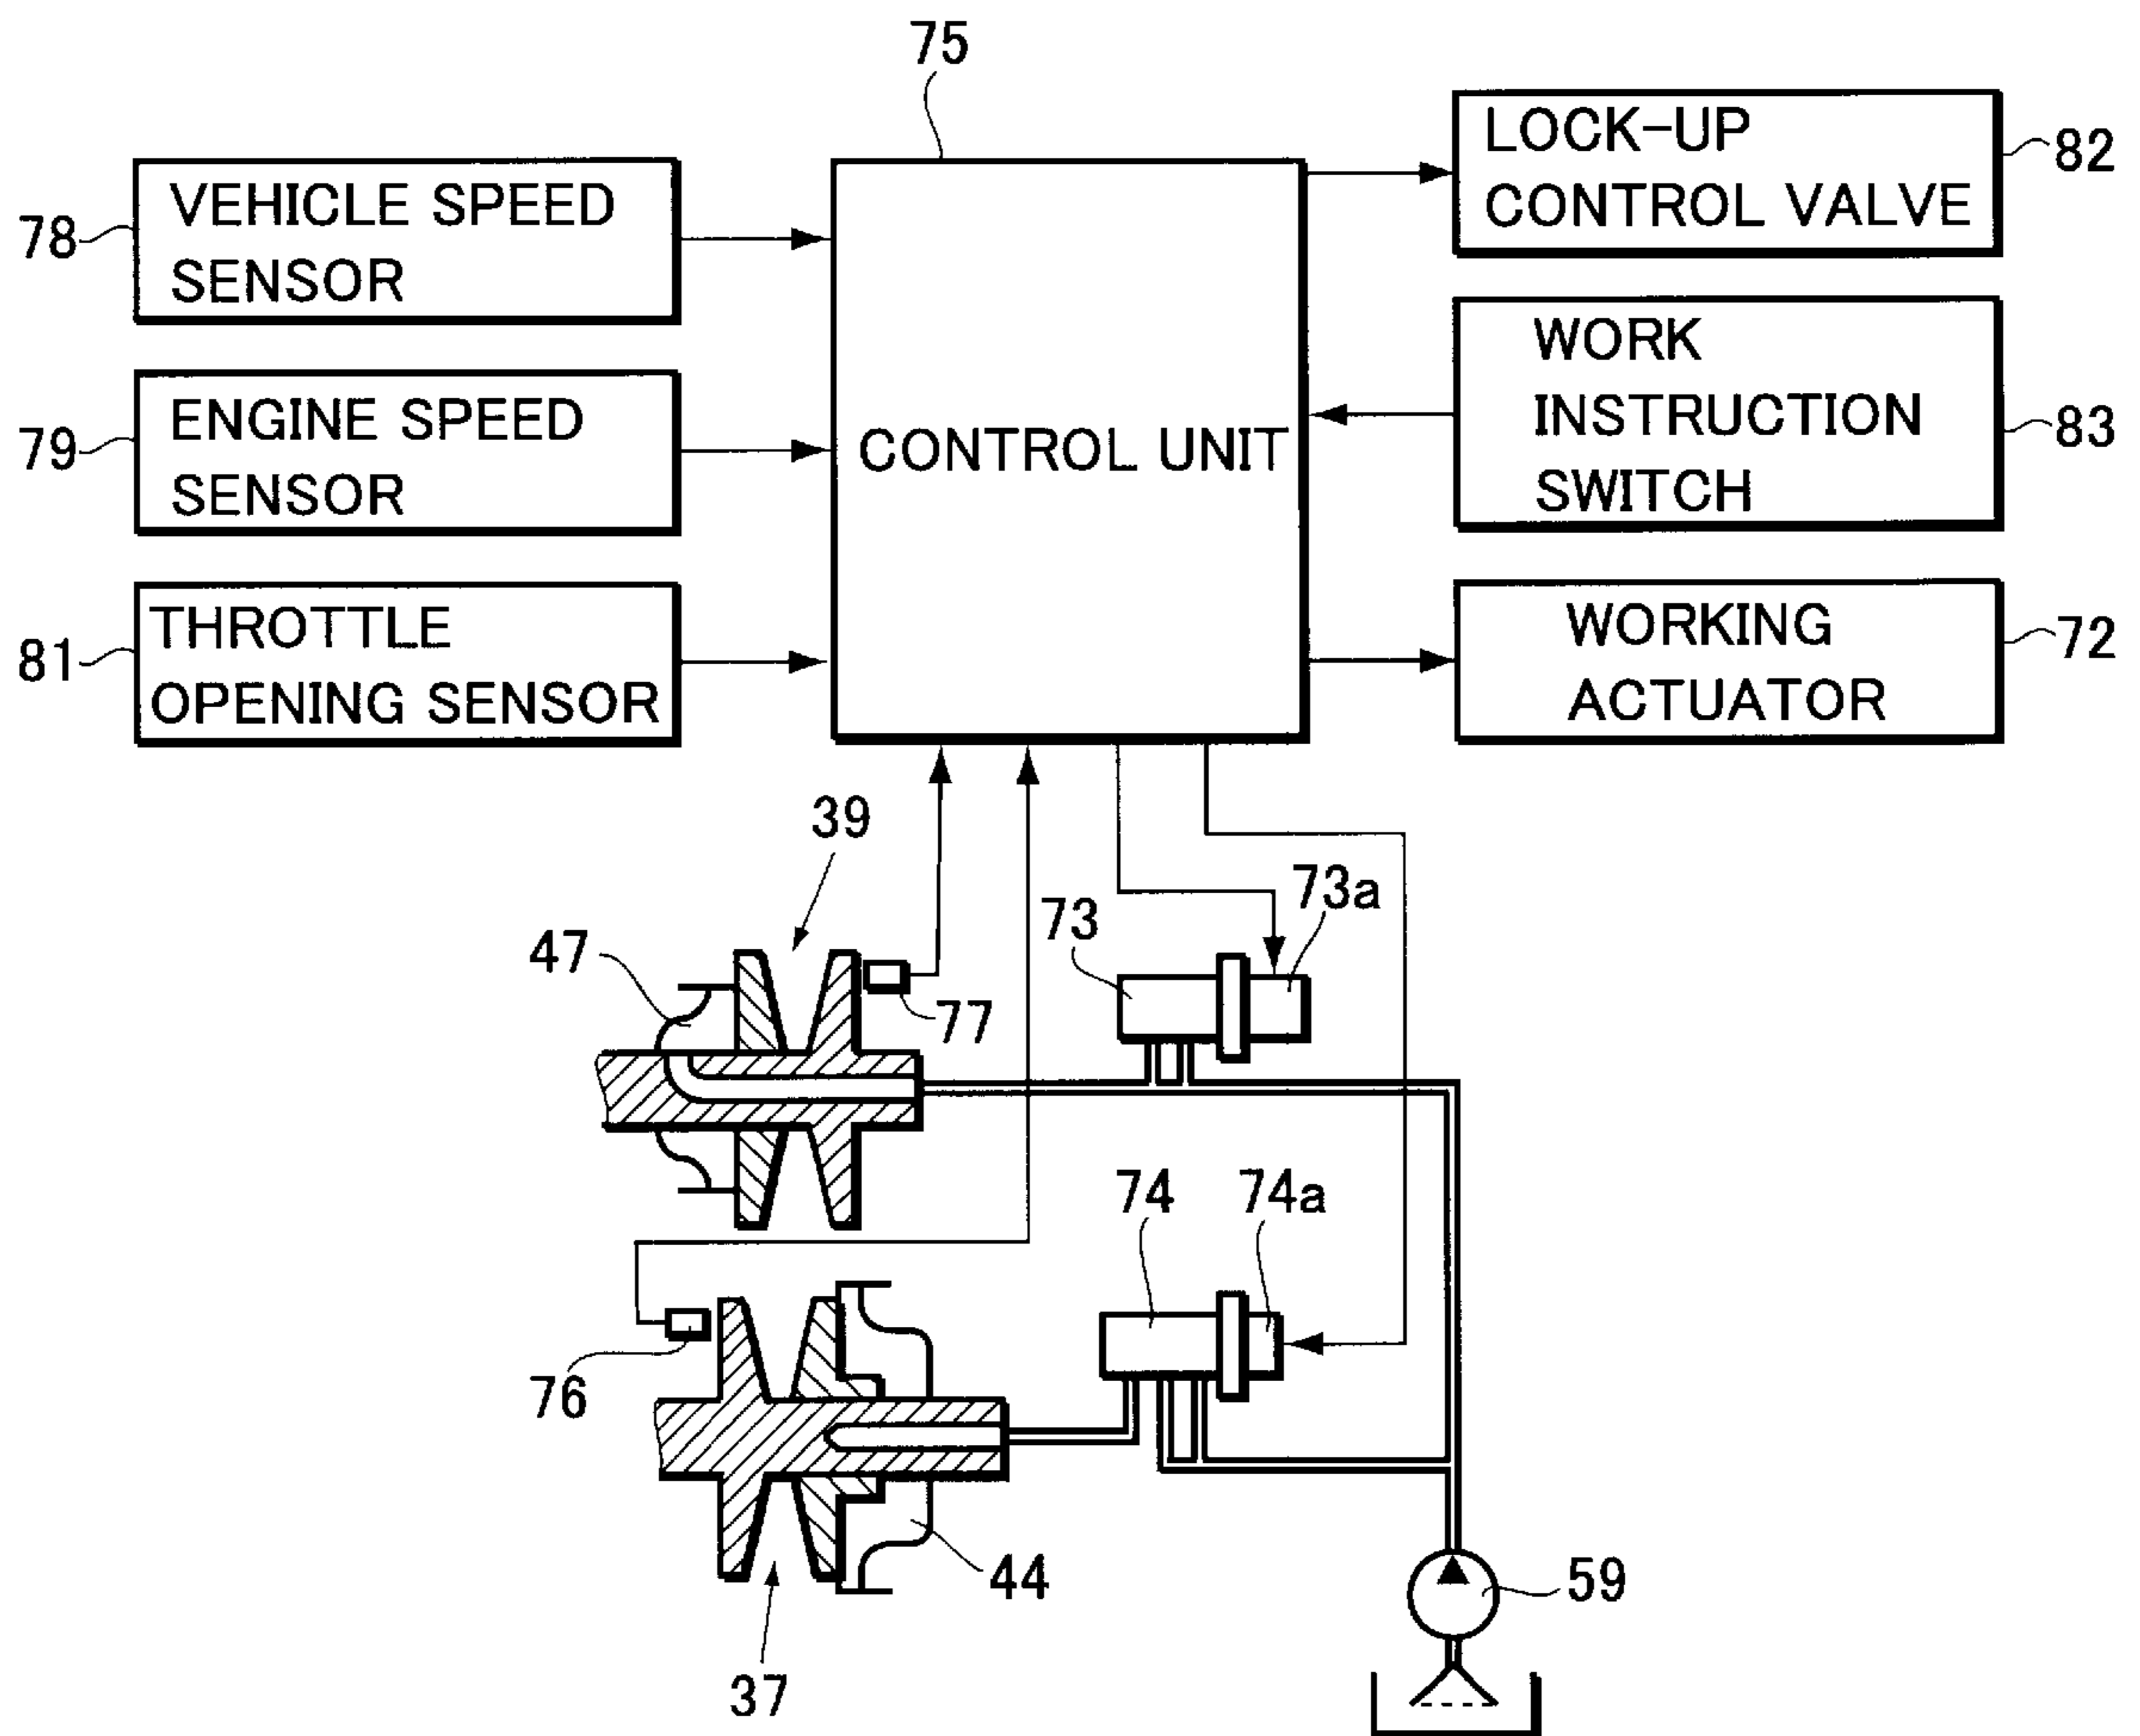 75
LOCK-UP
CONTROL VALVE
82
VEHICLE SPEED
SENSOR
78
WORK
INSTRUCTION
SWITCH
83
ENGINE SPEED
SENSOR
79
CONTROL UNIT
THROTTLE
OPENING SENSOR
81
WORKING
ACTUATOR
72
39
73
73a
47
77
74
74a
76
44
59
37